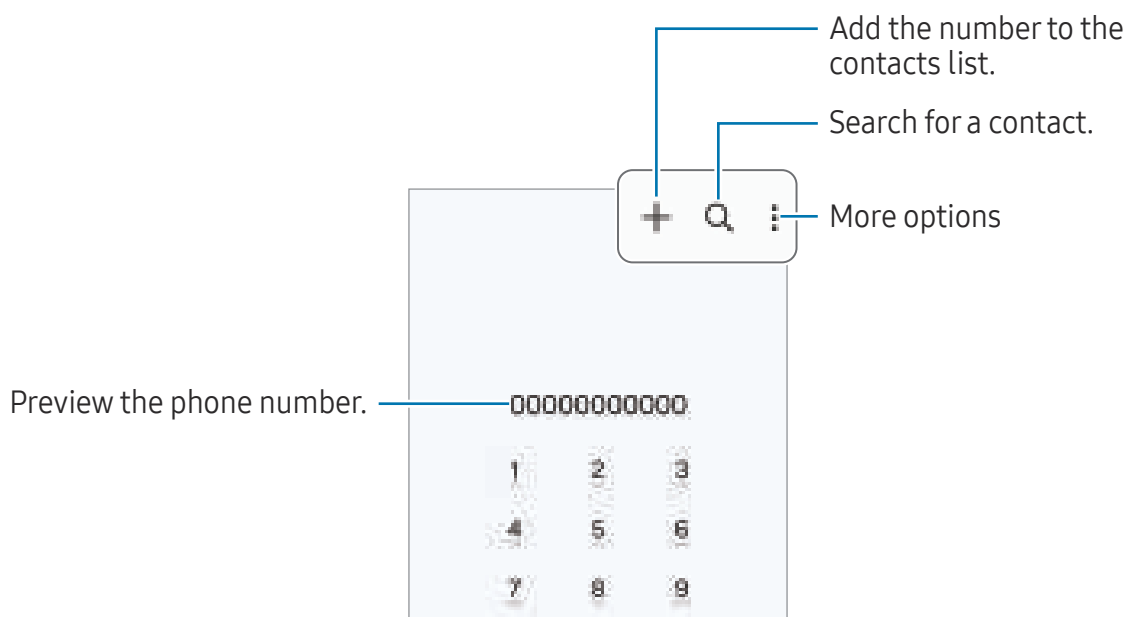 Add the number to the
contacts list.
Search for a contact.
More options
Preview the phone number.
00000000000
1 2 3
4 5 6
7 8 9